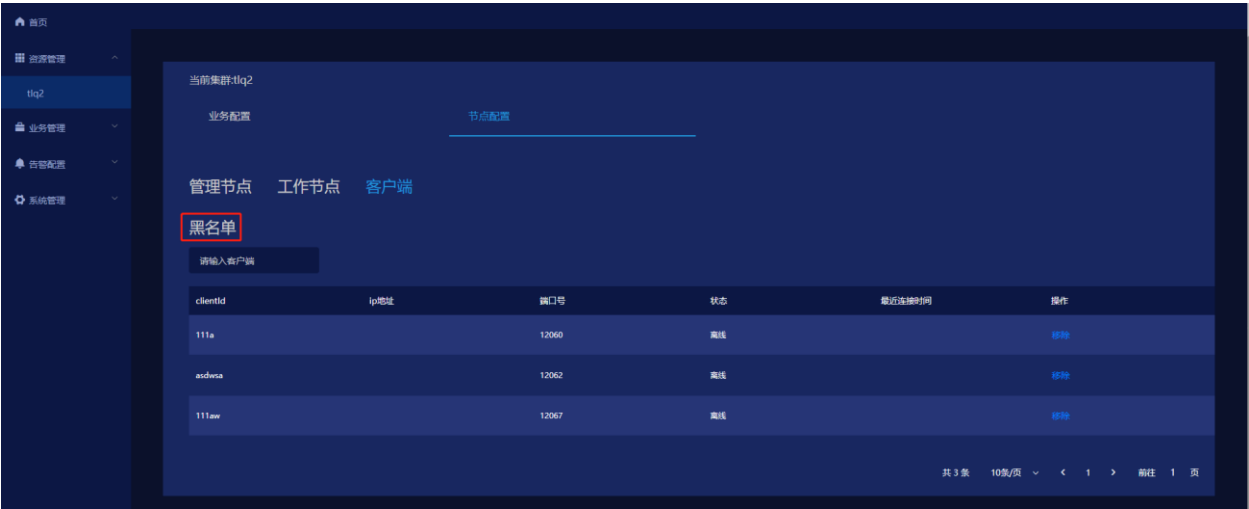 首页
资源管理
tlq2
业务管理
告警配置
系统管理
当前集群:tlq2
业务配置 节点配置
管理节点 工作节点 客户端
黑名单
请输入客户端
clientId ip地址 端口号 状态 最近连接时间 操作
111a 12060 离线 移除
asdwsa 12062 离线 移除
111aw 12067 离线 移除
共 3 条 10条/页 < 1 > 前往 1 页